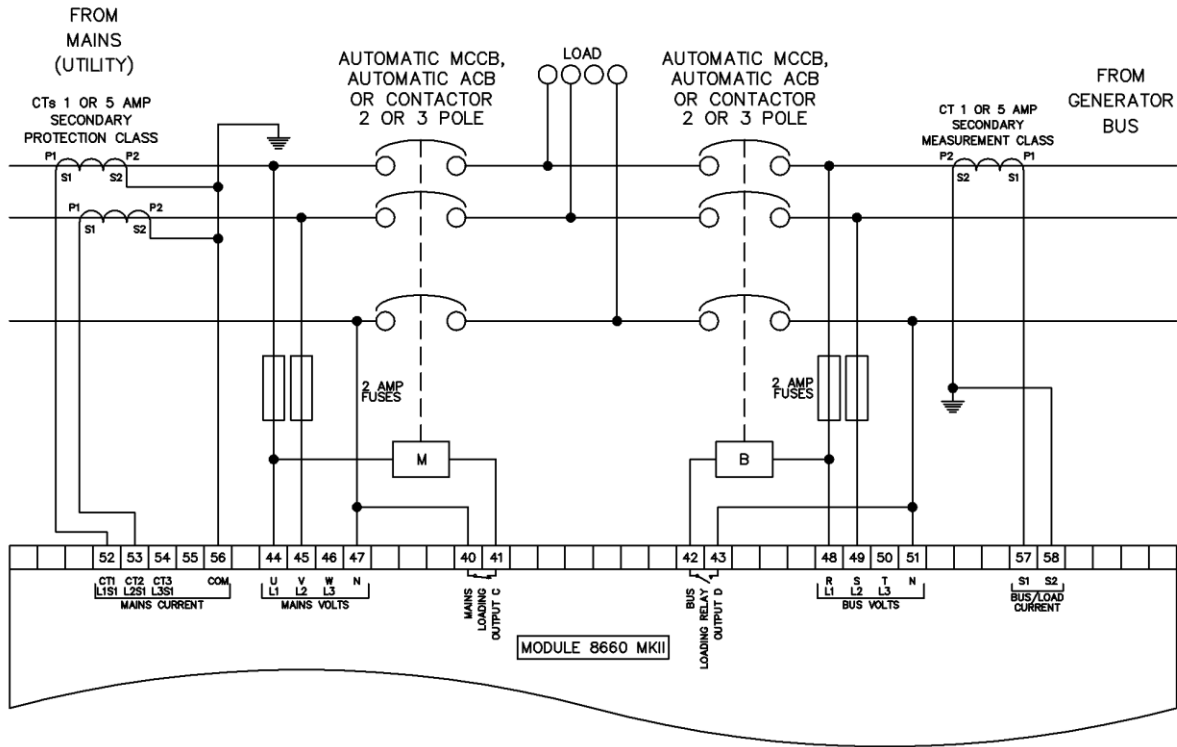 FROM
MAINS
(UTILITY)
CTs 1 OR 5 AMP
SECONDARY
PROTECTION CLASS
AUTOMATIC MCCB,
AUTOMATIC ACB
OR CONTACTOR
2 OR 3 POLE
LOAD
AUTOMATIC MCCB,
AUTOMATIC ACB
OR CONTACTOR
2 OR 3 POLE
CT 1 OR 5 AMP
SECONDARY
MEASUREMENT CLASS
FROM
GENERATOR
BUS
P1 P2
S1 S2
P1 P2
S1 S2
P2 P1
S2 S1
2 AMP
FUSES
2 AMP
FUSES
M
B
52 53 54 55 56 44 45 46 47 40 41 42 43 48 49 50 51 57 58
CT1 CT2 CT3 COM
L1S1 L2S1 L3S1
MAINS CURRENT
U V W N
L1 L2 L3
MAINS VOLTS
MAINS
LOADING
OUTPUT C
BUS
LOADING RELAY
OUTPUT D
R S T N
L1 L2 L3
BUS VOLTS
S1 S2
BUS/LOAD
CURRENT
MODULE 8660 MKII